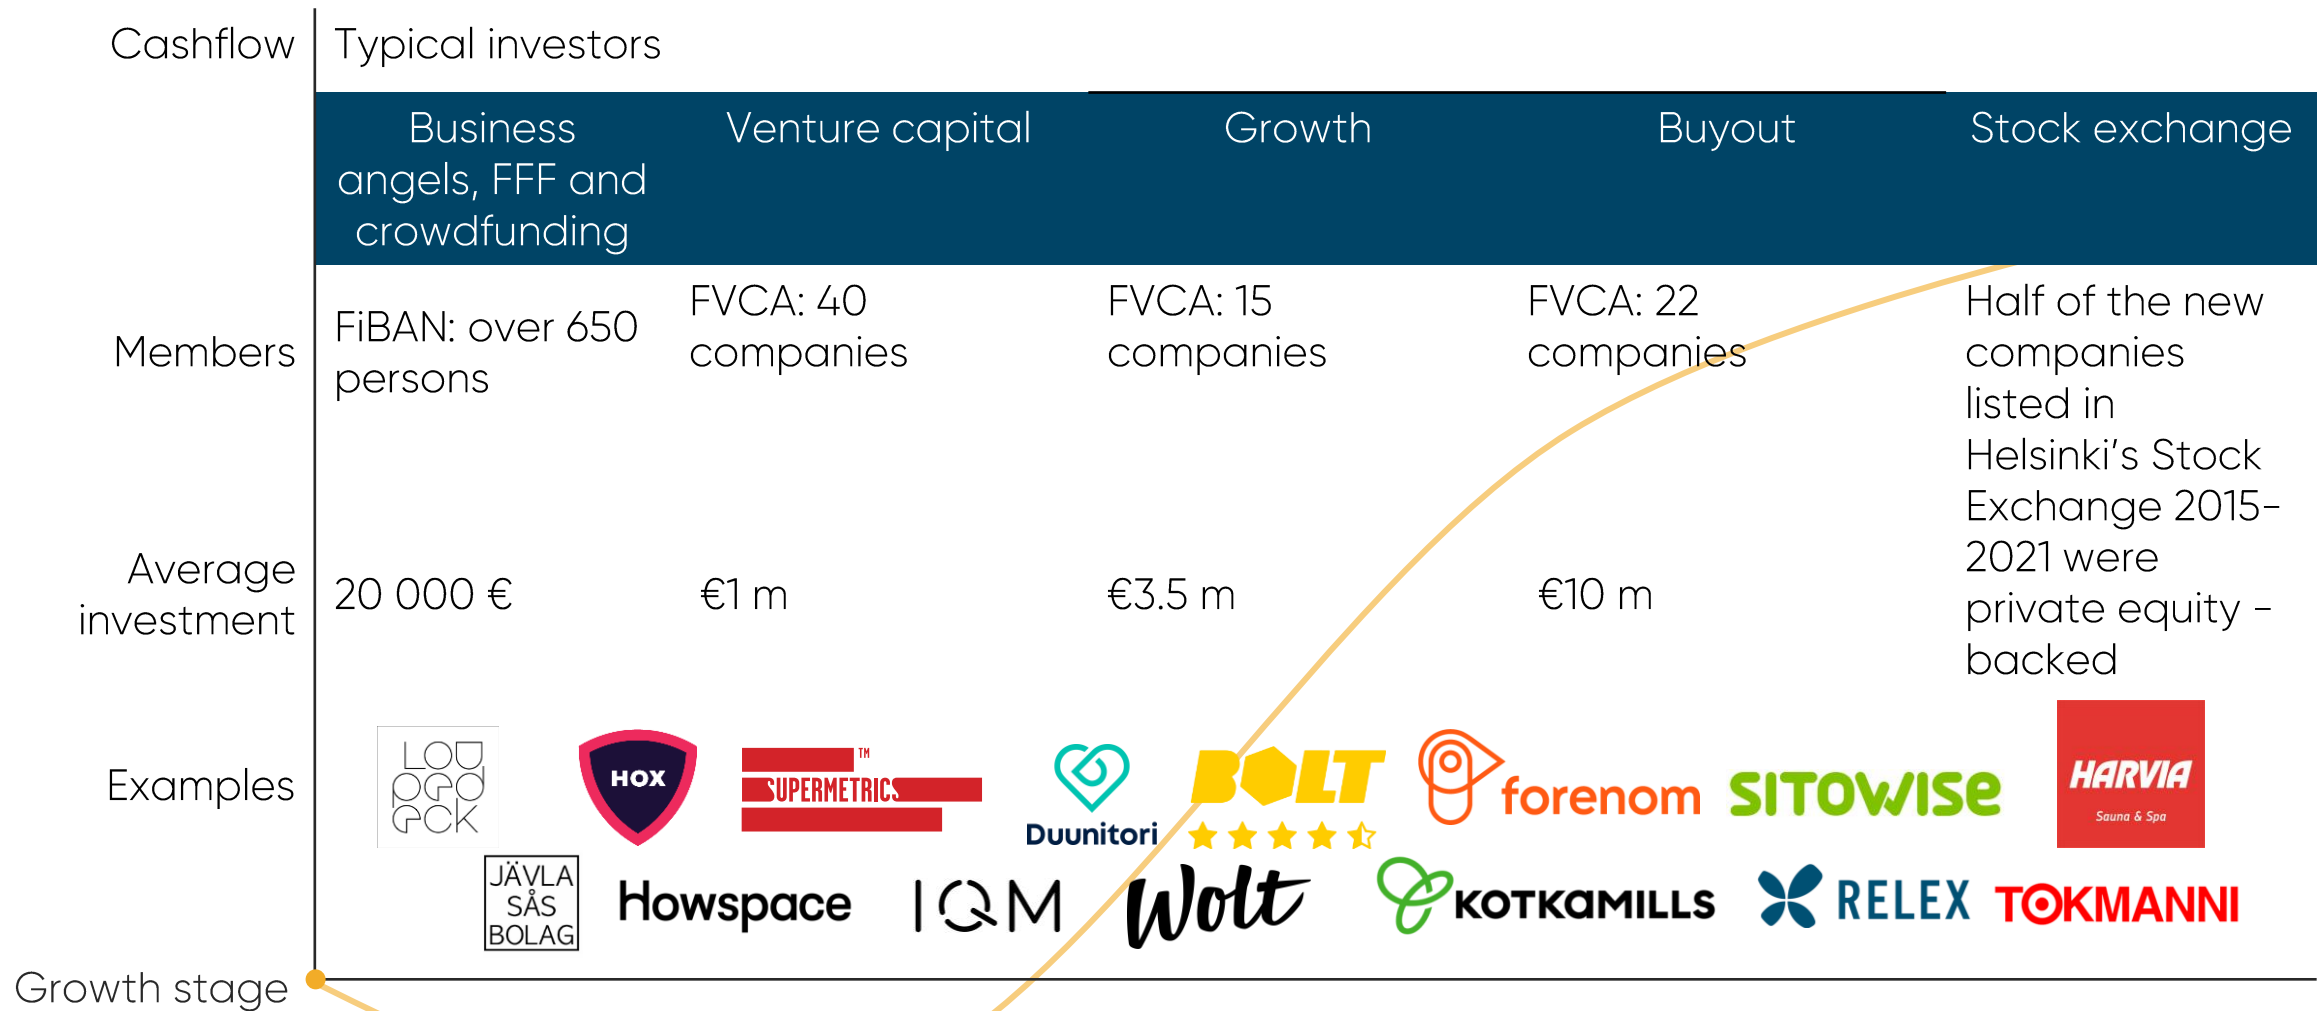 Cashflow
Typical investors
Business
angels, FFF and
crowdfunding
Venture capital
Growth
Buyout
Stock exchange
Members
FiBAN: over 650
persons
FVCA: 40
companies
FVCA: 15
companies
FVCA: 22
companies
Half of the new
companies
listed in
Helsinki's Stock
Exchange 2015-
2021 were
private equity -
backed
Average
investment
20 000 €
€1 m
€3.5 m
€10 m
Examples
LOU
PED
ECK
HOX
SUPERMETRICS™
Duunitori
BOLT
forenom
SITOWISE
HARVIA
Sauna & Spa
JÄVLA
SÅS
BOLAG
Howspace
IQM
Wolt
KOTKAMILLS
RELEX
TOKMANNI
Growth stage